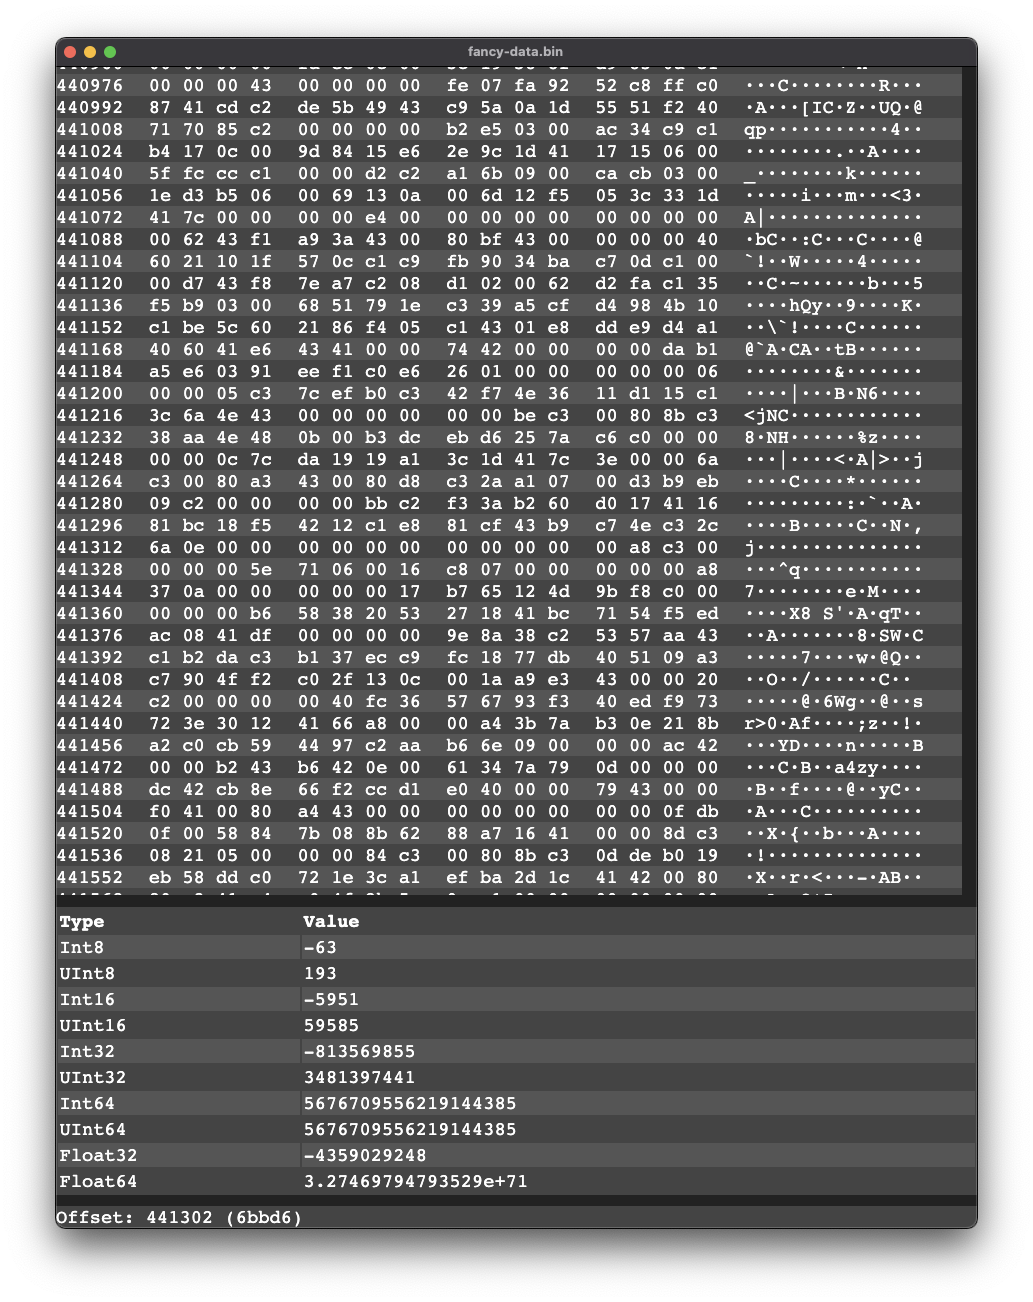 fancy-data.bin
440976 00 00 00 43 00 00 00 00 fe 07 fa 92 52 c8 ff c0 ···C········R···
440992 87 41 cd c2 de 5b 49 43 c9 5a 0a 1d 55 51 f2 40 ·A···[IC·Z··UQ·@
441008 71 70 85 c2 00 00 00 00 b2 e5 03 00 ac 34 c9 c1 qp···········4··
441024 b4 17 0c 00 9d 84 15 e6 2e 9c 1d 41 17 15 06 00 ········.··A····
441040 5f fc cc c1 00 00 d2 c2 a1 6b 09 00 ca cb 03 00 _········k······
441056 1e d3 b5 06 00 69 13 0a 00 6d 12 f5 05 3c 33 1d ·····i···m···<3·
441072 41 7c 00 00 00 00 e4 00 00 00 00 00 00 00 00 00 A|··············
441088 00 62 43 f1 a9 3a 43 00 80 bf 43 00 00 00 00 40 ·bC··:C···C····@
441104 60 21 10 1f 57 0c c1 c9 fb 90 34 ba c7 0d c1 00 `!··W·····4·····
441120 00 d7 43 f8 7e a7 c2 08 d1 02 00 62 d2 fa c1 35 ··C·~······b···5
441136 f5 b9 03 00 68 51 79 1e c3 39 a5 cf d4 98 4b 10 ····hQy··9····K·
441152 c1 be 5c 60 21 86 f4 05 c1 43 01 e8 dd e9 d4 a1 ··\`!····C······
441168 40 60 41 e6 43 41 00 00 74 42 00 00 00 00 da b1 @`A·CA··tB······
441184 a5 e6 03 91 ee f1 c0 e6 26 01 00 00 00 00 00 06 ········&·······
441200 00 00 05 c3 7c ef b0 c3 42 f7 4e 36 11 d1 15 c1 ····|···B·N6····
441216 3c 6a 4e 43 00 00 00 00 00 00 be c3 00 80 8b c3 <jNC············
441232 38 aa 4e 48 0b 00 b3 dc eb d6 25 7a c6 c0 00 00 8·NH······%z····
441248 00 00 0c 7c da 19 19 a1 3c 1d 41 7c 3e 00 00 6a ···|····<·A|>··j
441264 c3 00 80 a3 43 00 80 d8 c3 2a a1 07 00 d3 b9 eb ····C····*······
441280 09 c2 00 00 00 00 bb c2 f3 3a b2 60 d0 17 41 16 ·········:·`··A·
441296 81 bc 18 f5 42 12 c1 e8 81 cf 43 b9 c7 4e c3 2c ····B·····C··N·,
441312 6a 0e 00 00 00 00 00 00 00 00 00 00 00 a8 c3 00 j···············
441328 00 00 00 5e 71 06 00 16 c8 07 00 00 00 00 00 a8 ···^q···········
441344 37 0a 00 00 00 00 00 17 b7 65 12 4d 9b f8 c0 00 7········e·M····
441360 00 00 00 b6 58 38 20 53 27 18 41 bc 71 54 f5 ed ····X8 S'·A·qT··
441376 ac 08 41 df 00 00 00 00 9e 8a 38 c2 53 57 aa 43 ··A·······8·SW·C
441392 c1 b2 da c3 b1 37 ec c9 fc 18 77 db 40 51 09 a3 ·····7····w·@Q··
441408 c7 90 4f f2 c0 2f 13 0c 00 1a a9 e3 43 00 00 20 ··O··/······C··
441424 c2 00 00 00 00 40 fc 36 57 67 93 f3 40 ed f9 73 ·····@·6Wg··@··s
441440 72 3e 30 12 41 66 a8 00 00 a4 3b 7a b3 0e 21 8b r>0·Af····;z··!·
441456 a2 c0 cb 59 44 97 c2 aa b6 6e 09 00 00 00 ac 42 ···YD····n·····B
441472 00 00 b2 43 b6 42 0e 00 61 34 7a 79 0d 00 00 00 ···C·B··a4zy····
441488 dc 42 cb 8e 66 f2 cc d1 e0 40 00 00 00 79 43 00 00 ·B··f····@··yC··
441504 f0 41 00 80 a4 43 00 00 00 00 00 00 00 00 0f db ·A···C··········
441520 0f 00 58 84 7b 08 8b 62 88 a7 16 41 00 00 8d c3 ··X·{··b···A····
441536 08 21 05 00 00 00 84 c3 00 80 8b c3 0d de b0 19 ·!··············
441552 eb 58 dd c0 72 1e 3c a1 ef ba 2d 1c 41 42 00 80 ·X··r·<···-·AB··
Type Value
Int8 -63
UInt8 193
Int16 -5951
UInt16 59585
Int32 -813569855
UInt32 3481397441
Int64 5676709556219144385
UInt64 5676709556219144385
Float32 -4359029248
Float64 3.27469794793529e+71
Offset: 441302 (6bbd6)